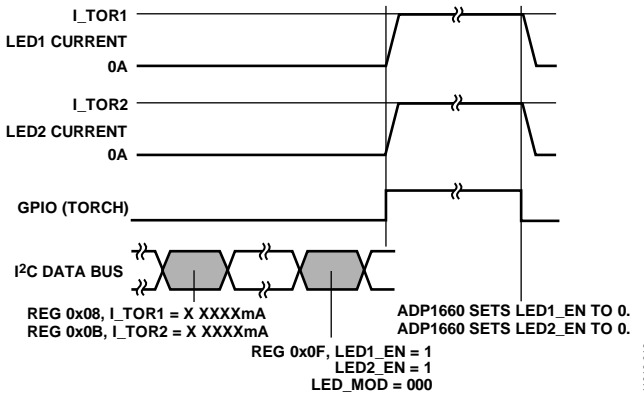 I_TOR1
LED1 CURRENT
0A
I_TOR2
LED2 CURRENT
0A
GPIO (TORCH)
I2C DATA BUS
REG 0x08, I_TOR1 = X XXXXmA
REG 0x0B, I_TOR2 = X XXXXmA
ADP1660 SETS LED1_EN TO 0.
ADP1660 SETS LED2_EN TO 0.
REG 0x0F, LED1_EN = 1
LED2_EN = 1
LED_MOD = 000